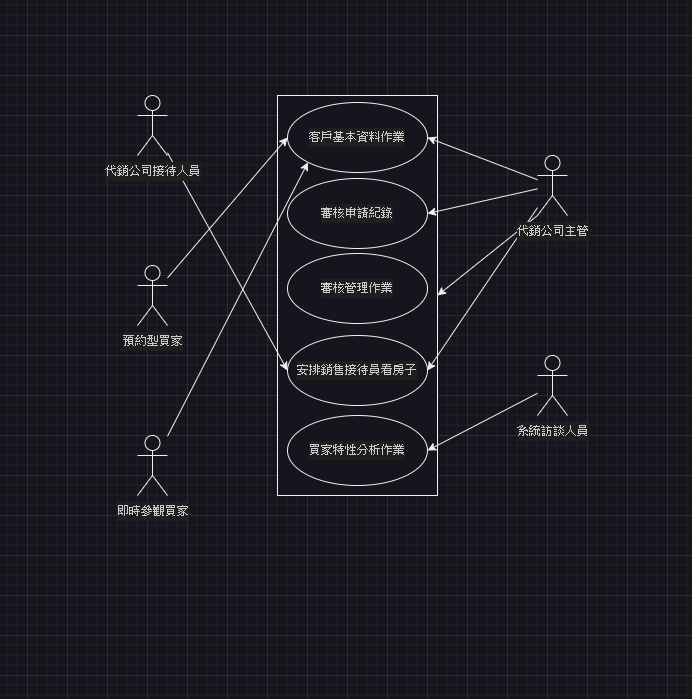 代銷公司接待人員
預約型買家
即時參觀買家
客戶基本資料作業
審核申請紀錄
審核管理作業
安排銷售接待員看房子
買家特性分析作業
代銷公司主管
系統訪談人員